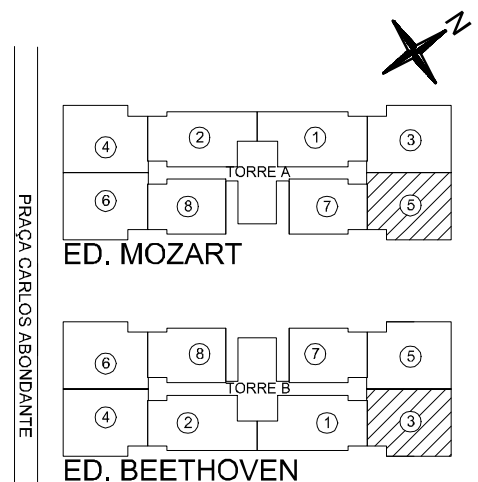 N
4
2
1
3
TORRE A
6
8
7
5
ED. MOZART
PRAÇA CARLOS ABONDANTE
6
8
7
5
TORRE B
4
2
1
3
ED. BEETHOVEN